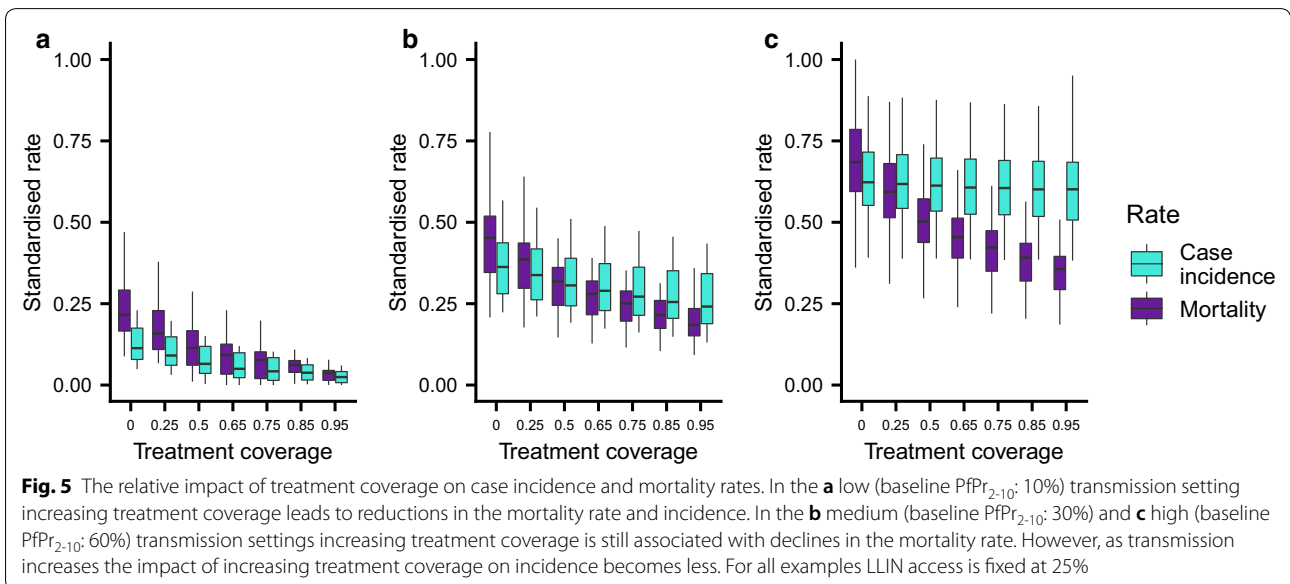 a
b
c
1.00
0.75
0.50
0.25
0.00
Standardised rate
0 0.25 0.5 0.65 0.75 0.85 0.95
Treatment coverage
1.00
0.75
0.50
0.25
0.00
Standardised rate
0 0.25 0.5 0.65 0.75 0.85 0.95
Treatment coverage
1.00
0.75
0.50
0.25
0.00
Standardised rate
0 0.25 0.5 0.65 0.75 0.85 0.95
Treatment coverage
Rate
Case
incidence
Mortality
Fig. 5 The relative impact of treatment coverage on case incidence and mortality rates. In the a low (baseline PfPr2-10: 10%) transmission setting
increasing treatment coverage leads to reductions in the mortality rate and incidence. In the b medium (baseline PfPr2-10: 30%) and c high (baseline
PfPr2-10: 60%) transmission settings increasing treatment coverage is still associated with declines in the mortality rate. However, as transmission
increases the impact of increasing treatment coverage on incidence becomes less. For all examples LLIN access is fixed at 25%